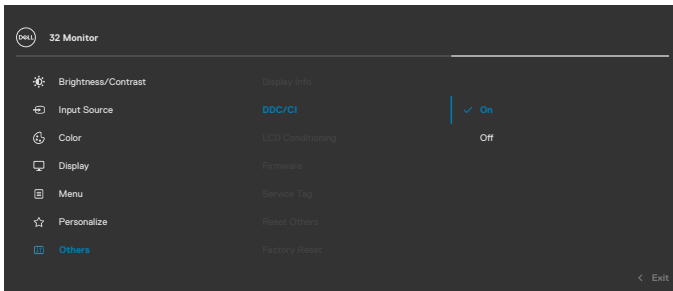 DELL
32 Monitor
Brightness/Contrast
Display Info
Input Source
DDC/CI
On
Color
LCD Conditioning
Off
Display
Firmware
Menu
Service Tag
Personalize
Reset Others
Others
Factory Reset
Exit